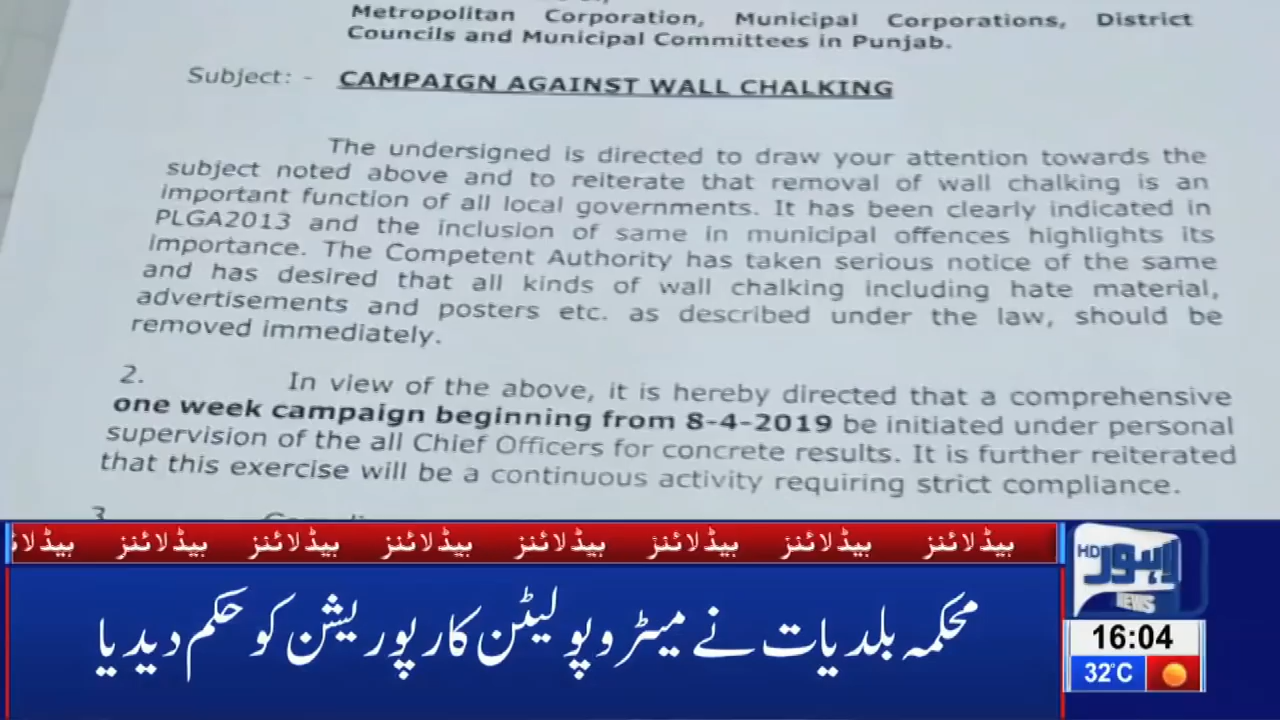 Metropolitan Corporation, Municipal Corporations, District
Councils and Municipal Committees in Punjab.
Subject: - CAMPAIGN AGAINST WALL CHALKING
The undersigned is directed to draw your attention towards the
subject noted above and to reiterate that removal of wall chalking is an
important function of all local governments. It has been clearly indicated in
PLGA2013 and the inclusion of same in municipal offences highlights its
importance. The Competent Authority has taken serious notice of the same
and has desired that all kinds of wall chalking including hate material,
advertisements and posters etc. as described under the law, should be
removed immediately.
2. In view of the above, it is hereby directed that a comprehensive
one week campaign beginning from 8-4-2019 be initiated under personal
supervision of the all Chief Officers for concrete results. It is further reiterated
that this exercise will be a continuous activity requiring strict compliance.
3.
ہیڈلائنز ہیڈلائنز ہیڈلائنز ہیڈلائنز ہیڈلائنز ہیڈلائنز ہیڈلائنز
محکمہ بلدیات نے میٹروپولیٹن کارپوریشن کو حکم دیدیا
لاہور HD
NEWS
16:04
32°C